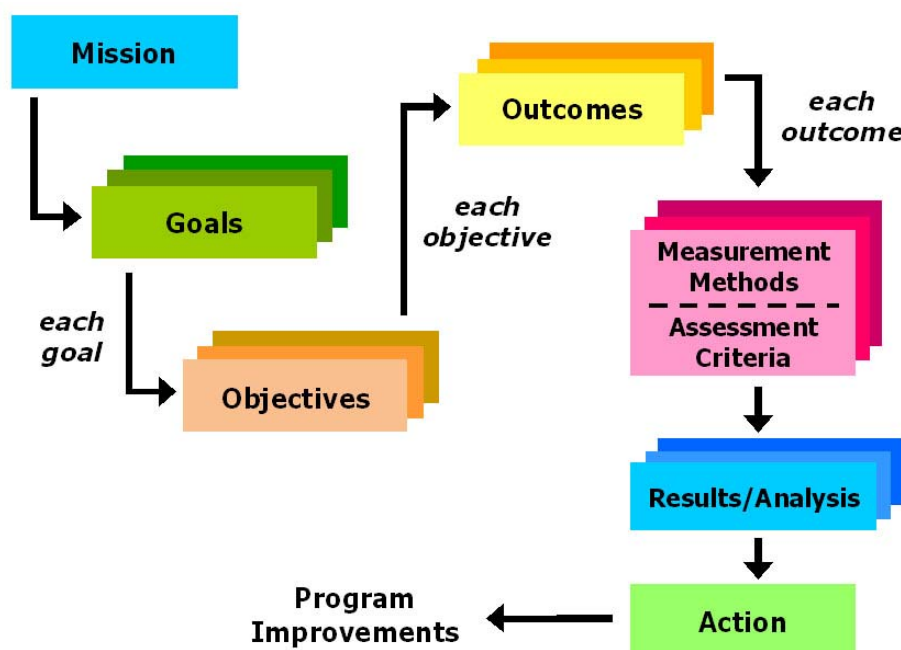 Mission
Goals
each
goal
Objectives
each
objective
Outcomes
each
outcome
Measurement
Methods
Assessment
Criteria
Results/Analysis
Action
Program
Improvements